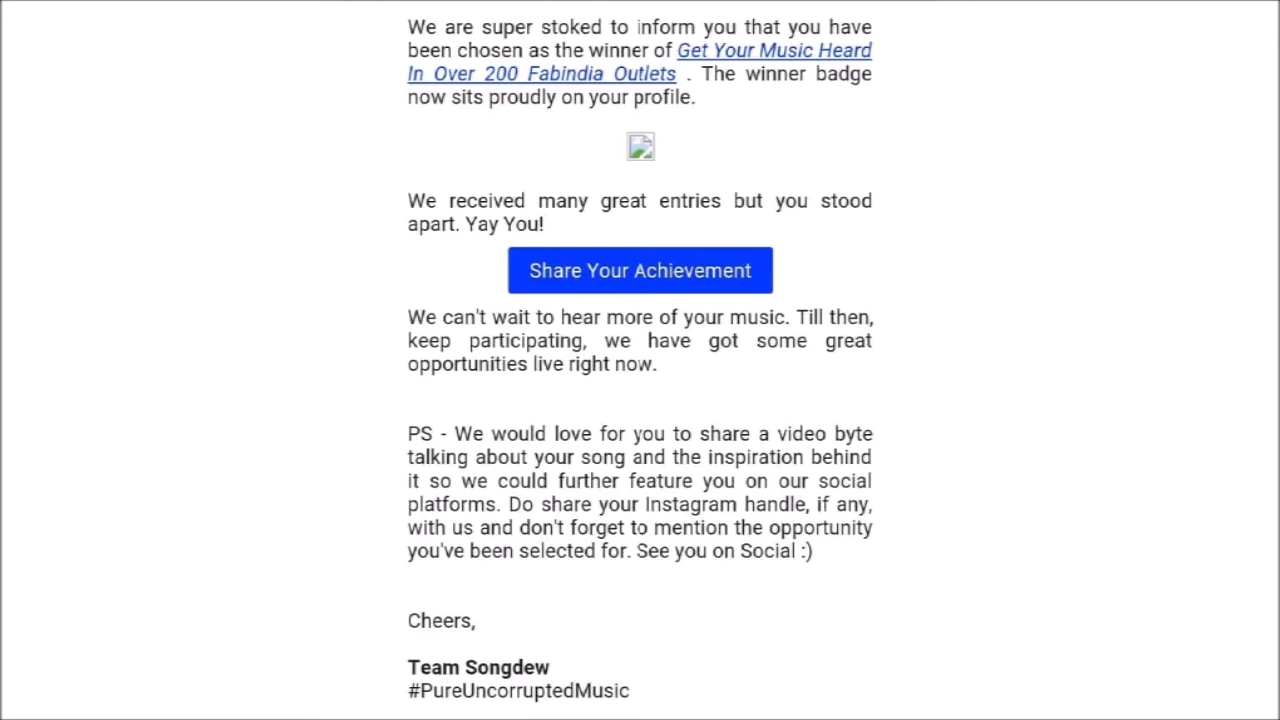 We are super stoked to inform you that you have
been chosen as the winner of Get Your Music Heard
In Over 200 Fabindia Outlets . The winner badge
now sits proudly on your profile.
We received many great entries but you stood
apart. Yay You!
Share Your Achievement
We can't wait to hear more of your music. Till then,
keep participating, we have got some great
opportunities live right now.
PS - We would love for you to share a video byte
talking about your song and the inspiration behind
it so we could further feature you on our social
platforms. Do share your Instagram handle, if any,
with us and don't forget to mention the opportunity
you've been selected for. See you on Social :)
Cheers,
Team Songdew
#PureUncorruptedMusic